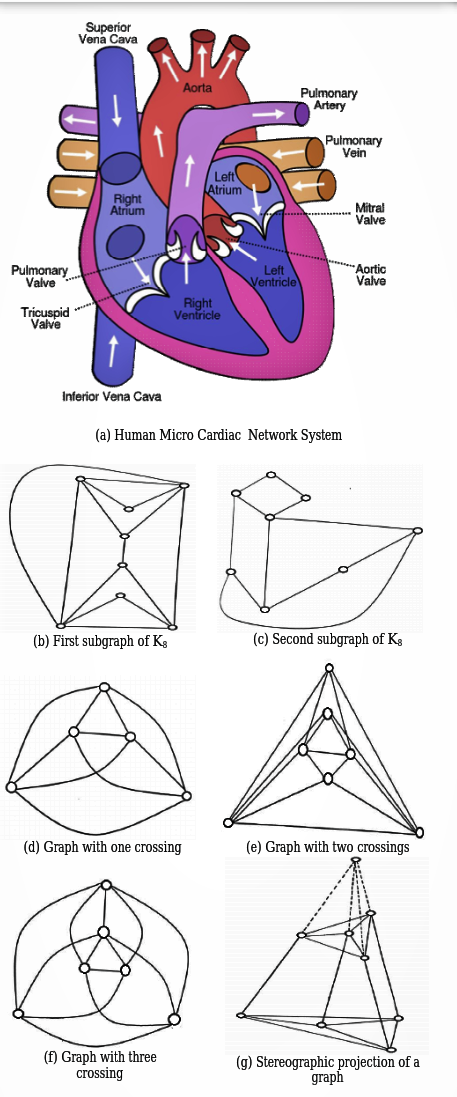 Superior
Vena Cava
Aorta
Pulmonary
Artery
Pulmonary
Vein
Left
Atrium
Right
Atrium
Mitral
Valve
Pulmonary
Valve
Left
Ventricle
Aortic
Valve
Tricuspid
Valve
Right
Ventricle
Inferior Vena Cava
(a) Human Micro Cardiac Network System
(b) First subgraph of K₈
(c) Second subgraph of K₈
(d) Graph with one crossing
(e) Graph with two crossings
(f) Graph with three
crossing
(g) Stereographic projection of a
graph